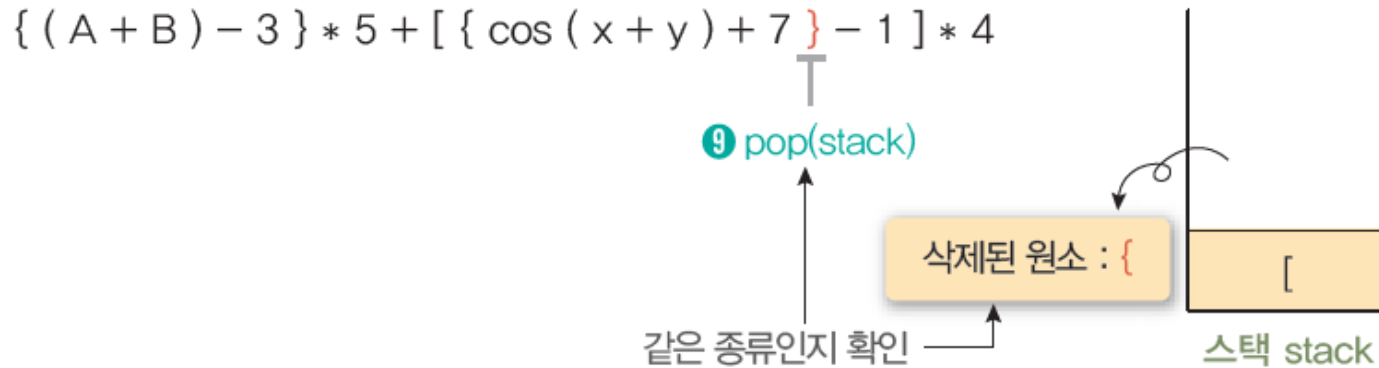 { ( A + B ) − 3 } * 5 + [ { cos ( x + y ) + 7 } − 1 ] * 4
❾ pop(stack)
삭제된 원소 : {
[
같은 종류인지 확인
스택 stack